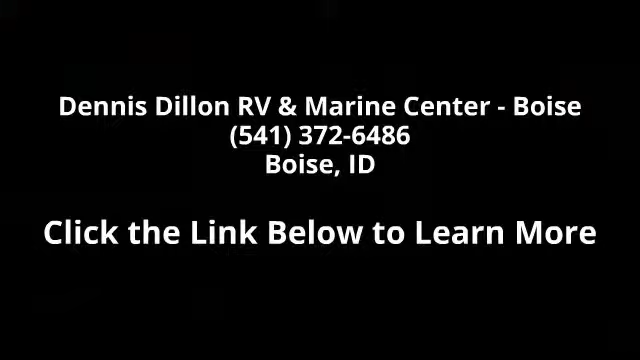 Dennis Dillon RV & Marine Center - Boise
(541) 372-6486
Boise, ID
Click the Link Below to Learn More